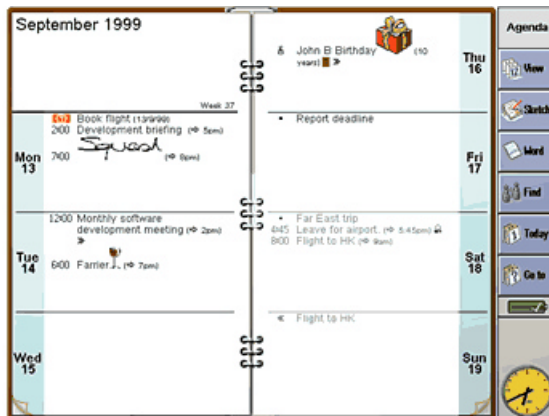 September 1999
Week 37
Mon
13
Book flight (13/9/99)
2:00 Development briefing (➪ 5pm)
7:00 Squash (➪ 8pm)
Tue
14
12:00 Monthly software
development meeting (➪ 2pm)
»
6:00 Farrier... (➪ 7pm)
Wed
15
John B Birthday (10
years) »
Thu
16
• Report deadline
Fri
17
• Far East trip
4:45 Leave for airport. (➪ 5:45pm)
8:00 Flight to HK (➪ 9am)
Sat
18
« Flight to HK
Sun
19
Agenda
View
Sketch
Word
Find
Today
Go to